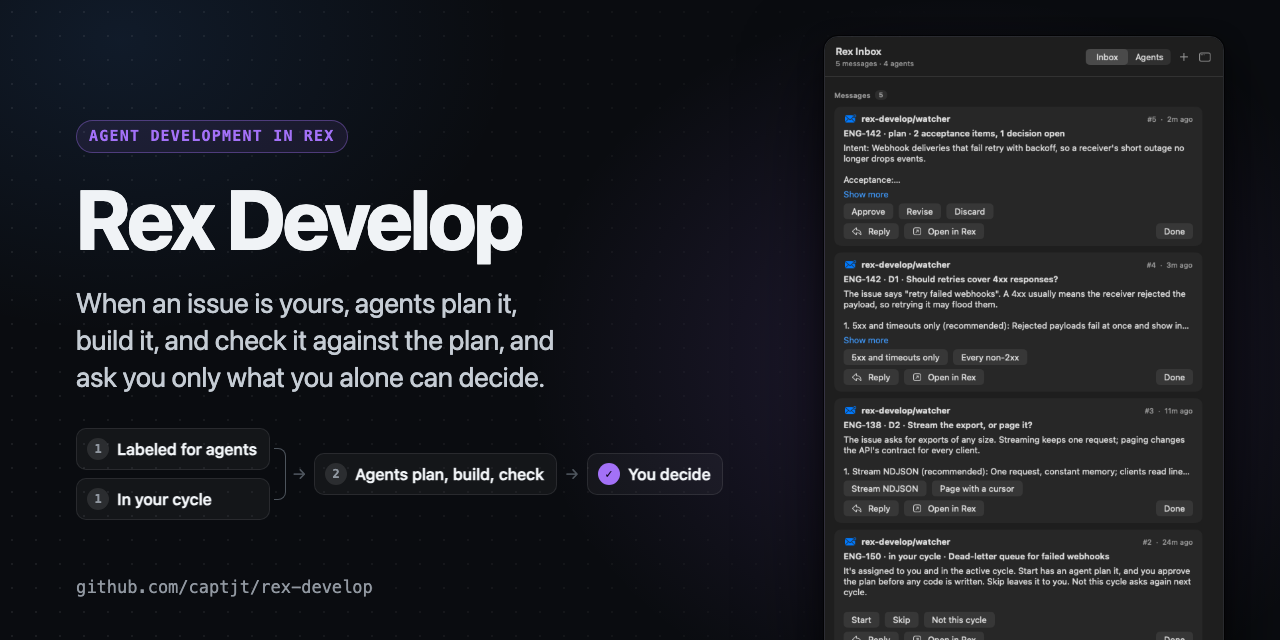 AGENT DEVELOPMENT IN REX
Rex Develop
When an issue is yours, agents plan it,
build it, and check it against the plan, and
ask you only what you alone can decide.
1 Labeled for agents
1 In your cycle
→ 2 Agents plan, build, check → ✓ You decide
github.com/captjt/rex-develop
Rex Inbox
5 messages · 4 agents
Inbox Agents
Messages 5
rex-develop/watcher #5 · 2m ago
ENG-142 · plan · 2 acceptance items, 1 decision open
Intent: Webhook deliveries that fail retry with backoff, so a receiver's short outage no
longer drops events.
Acceptance:...
Show more
Approve Revise Discard
Reply Open in Rex Done
rex-develop/watcher #4 · 3m ago
ENG-142 · D1 · Should retries cover 4xx responses?
The issue says "retry failed webhooks". A 4xx usually means the receiver rejected the
payload, so retrying it may flood them.
1. 5xx and timeouts only (recommended): Rejected payloads fail at once and show in...
Show more
5xx and timeouts only Every non-2xx
Reply Open in Rex Done
rex-develop/watcher #3 · 11m ago
ENG-138 · D2 · Stream the export, or page it?
The issue asks for exports of any size. Streaming keeps one request; paging changes
the API's contract for every client.
1. Stream NDJSON (recommended): One request, constant memory; clients read line...
Stream NDJSON Page with a cursor
Reply Open in Rex Done
rex-develop/watcher #2 · 24m ago
ENG-150 · in your cycle · Dead-letter queue for failed webhooks
It's assigned to you and in the active cycle. Start has an agent plan it, and you approve
the plan before any code is written. Skip leaves it to you. Not this cycle asks again next
cycle.
Start Skip Not this cycle
Reply Open in Rex Done